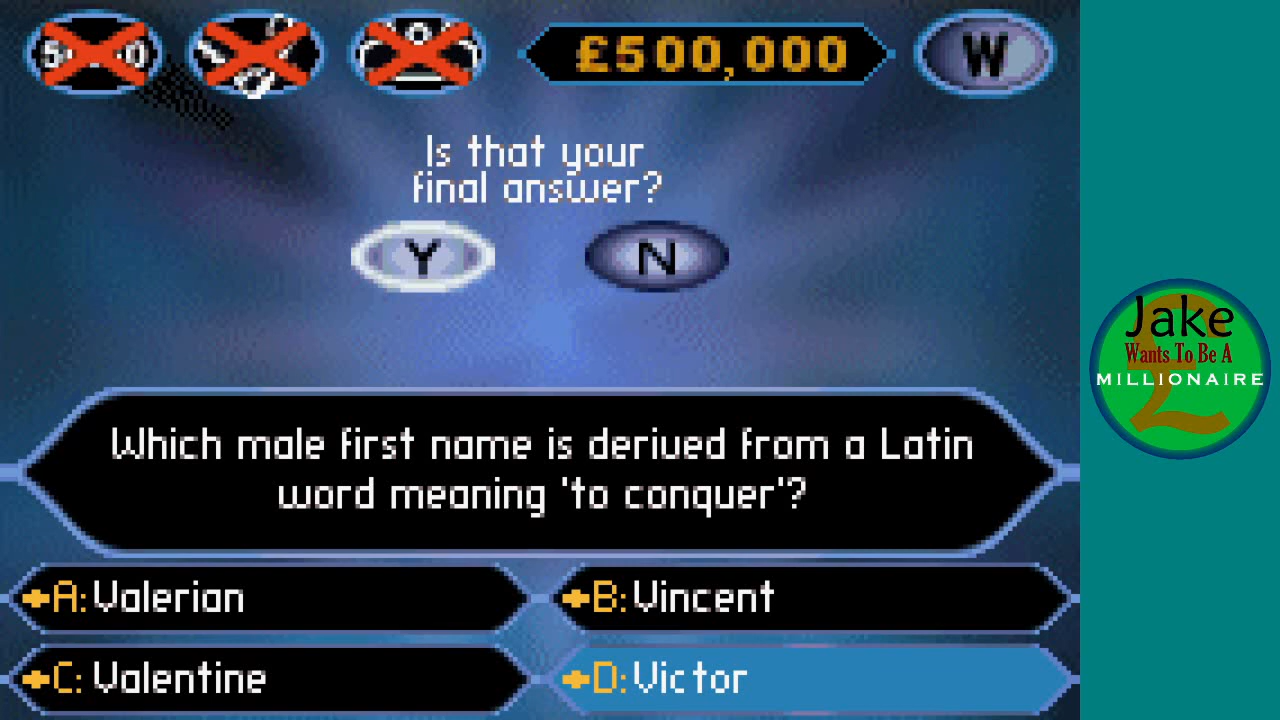 £500,000
W
Is that your
final answer?
Y
N
Which male first name is derived from a Latin
word meaning 'to conquer'?
A: Valerian
B: Vincent
C: Valentine
D: Victor
Jake
Wants To Be A
MILLIONAIRE
£